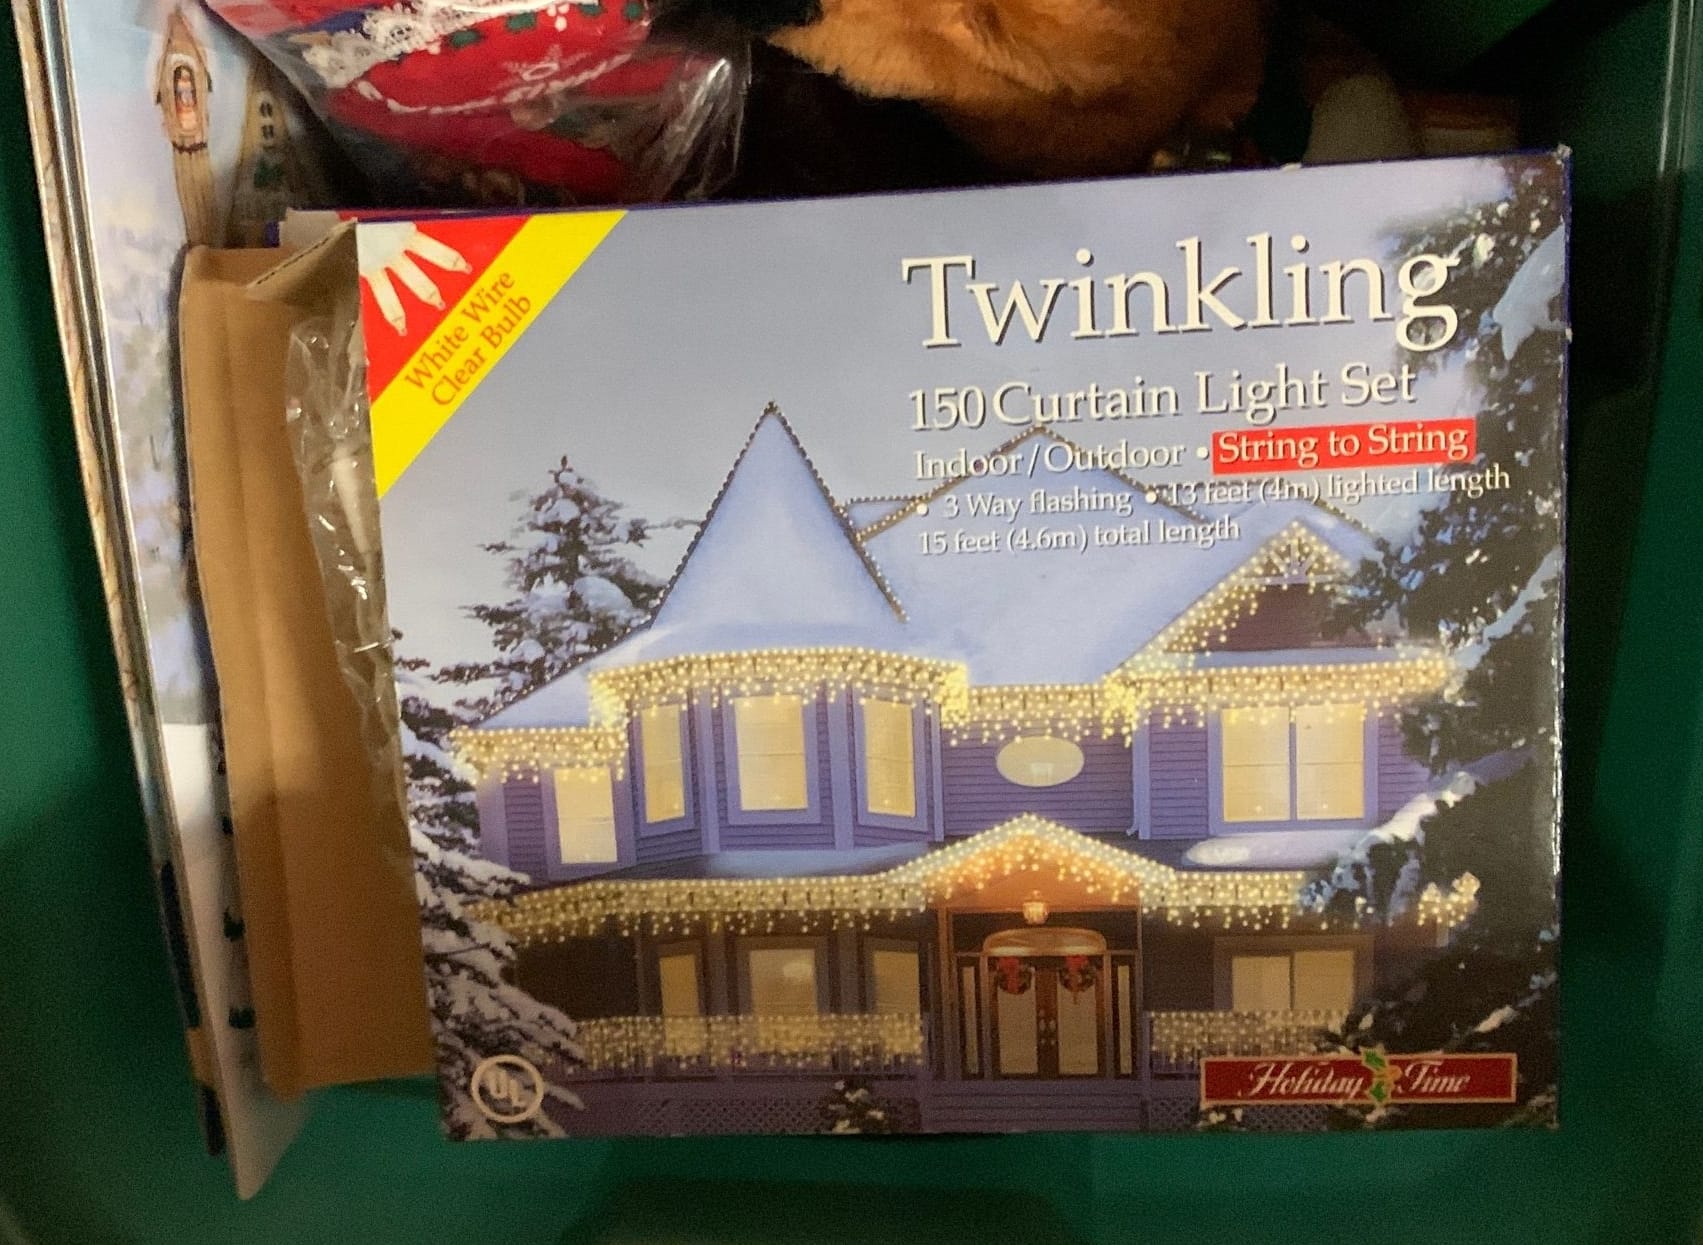 White Wire
Clear Bulb
Twinkling
150 Curtain Light Set
Indoor/Outdoor • String to String
• 3 Way flashing • 13 feet (4m) lighted length
15 feet (4.6m) total length
UL
Holiday Time